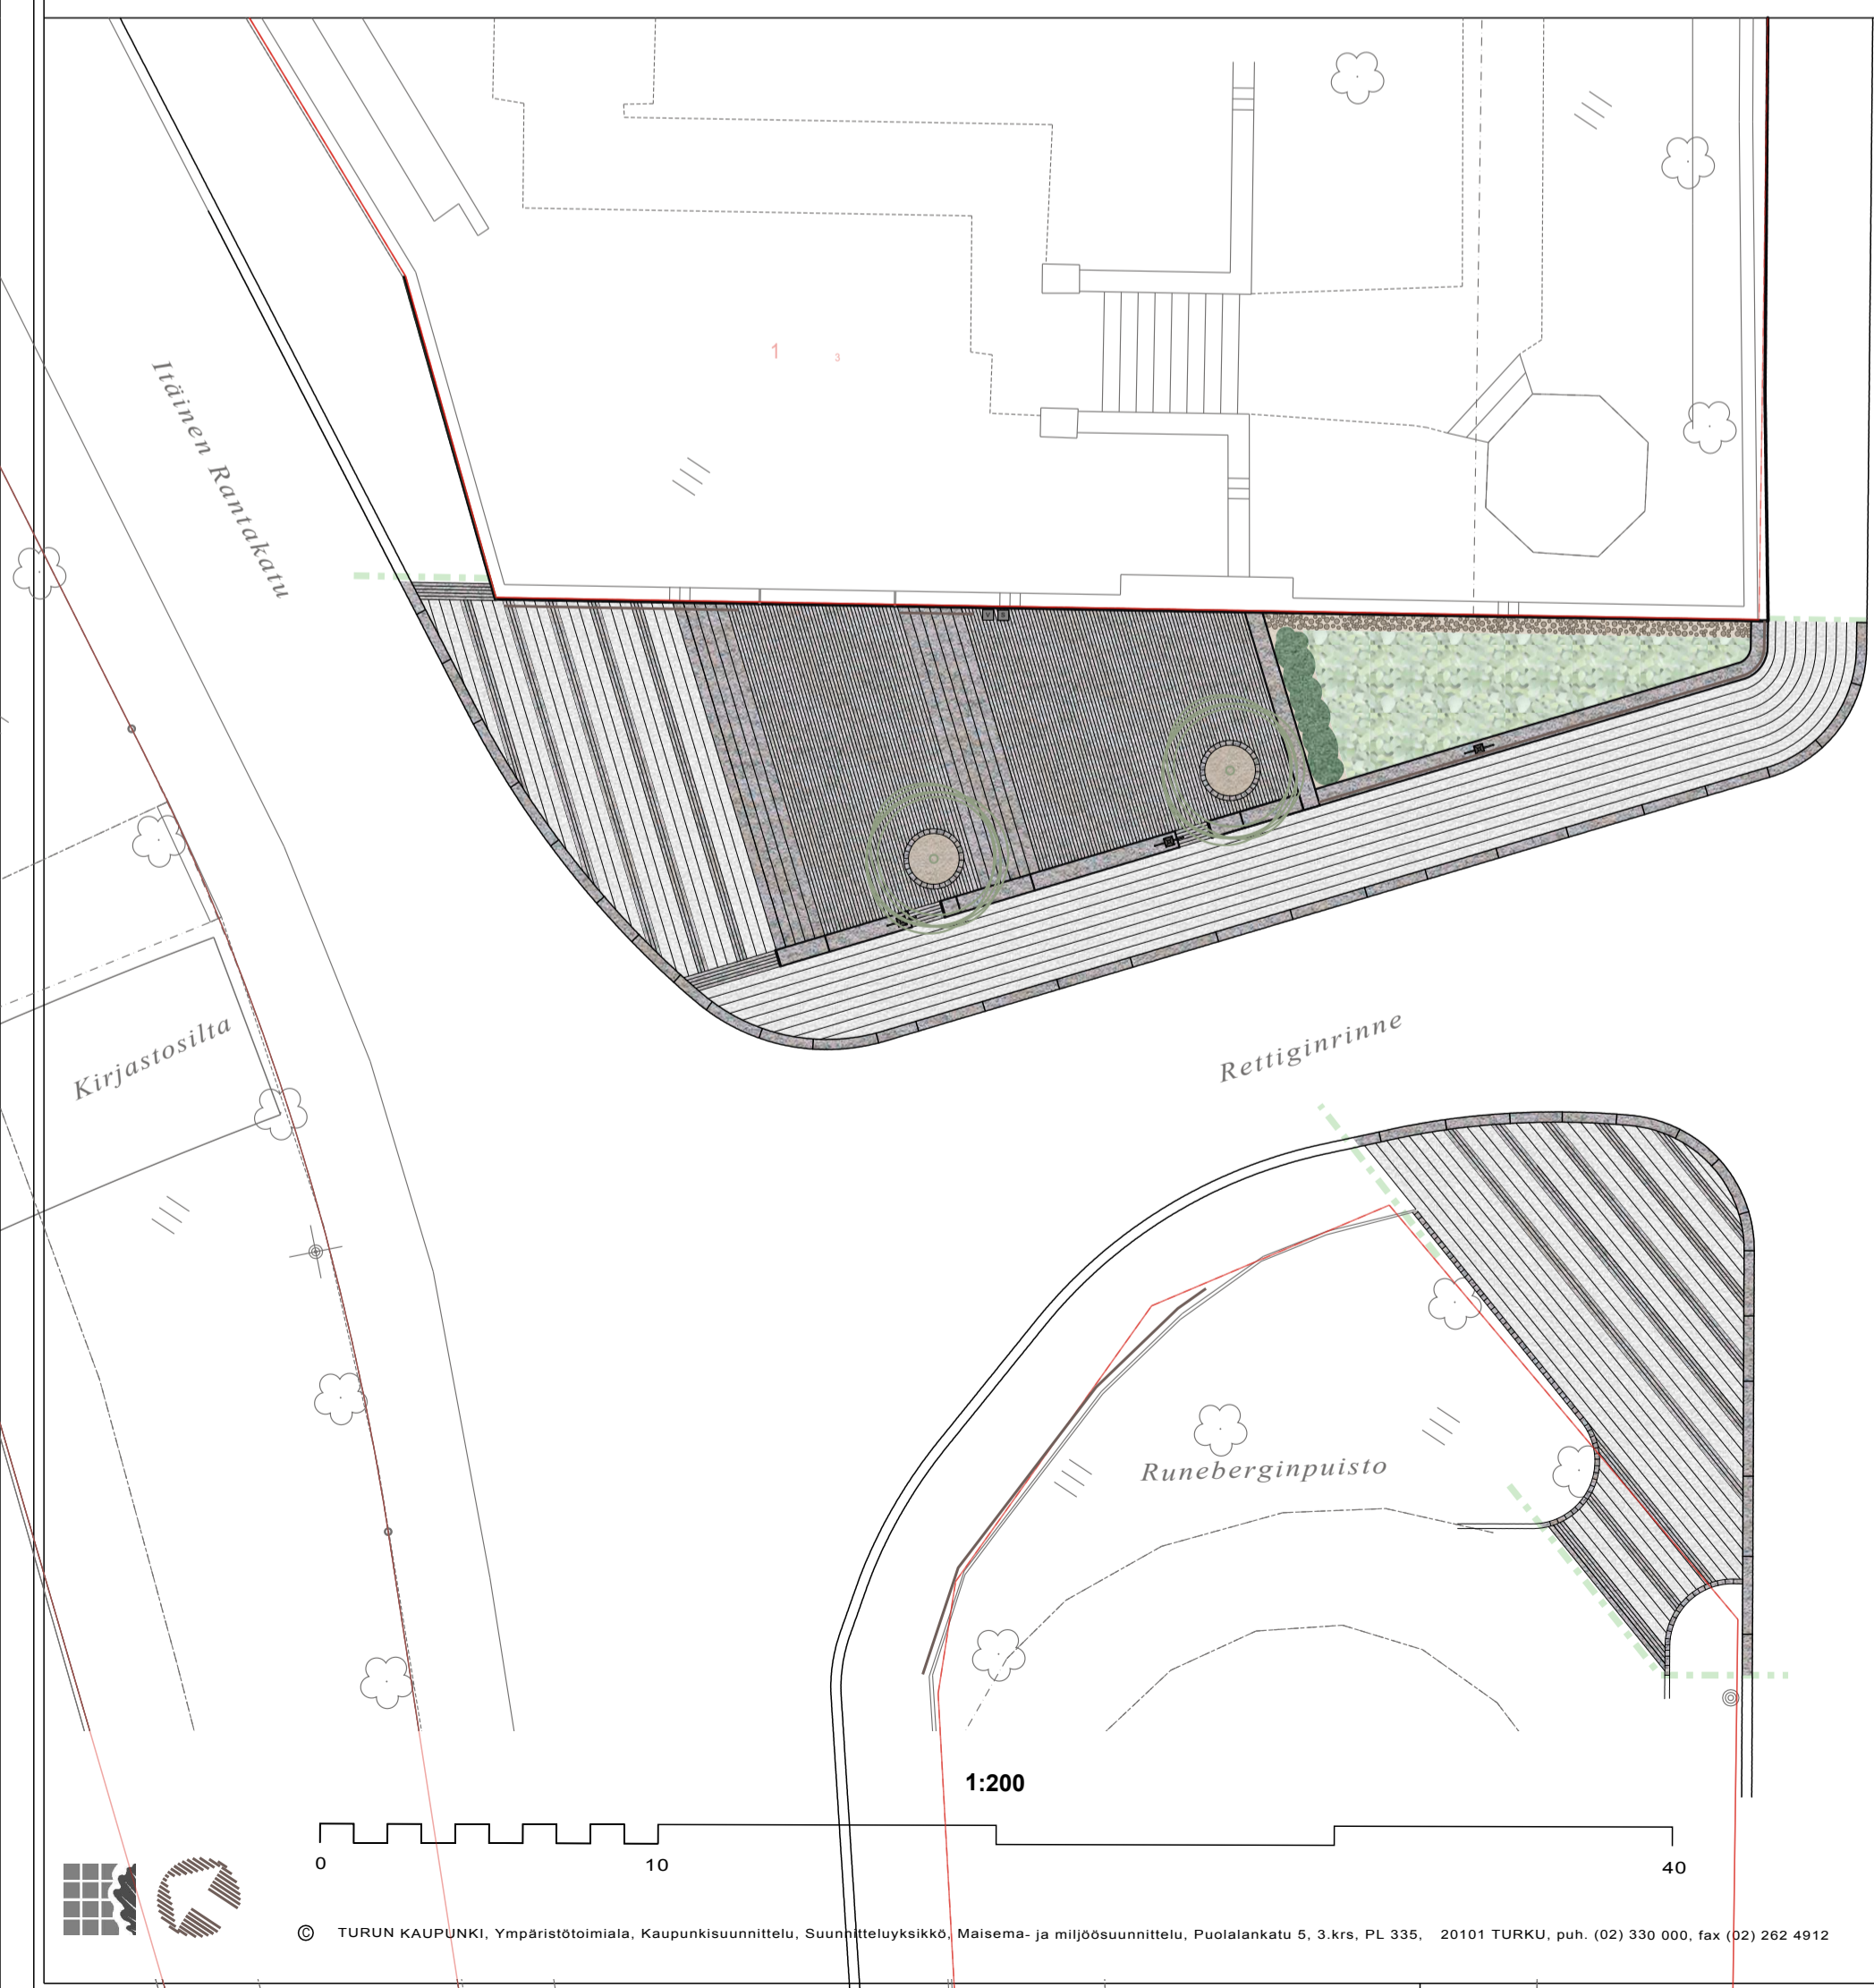 1
3
Itäinen Rantakatu
Kirjastosilta
Rettiginrinne
Runeberginpuisto
1:200
0
10
40
© TURUN KAUPUNKI, Ympäristötoimiala, Kaupunkisuunnittelu, Suunnitteluyksikkö, Maisema- ja miljöösuunnittelu, Puolalankatu 5, 3.krs, PL 335, 20101 TURKU, puh. (02) 330 000, fax (02) 262 4912